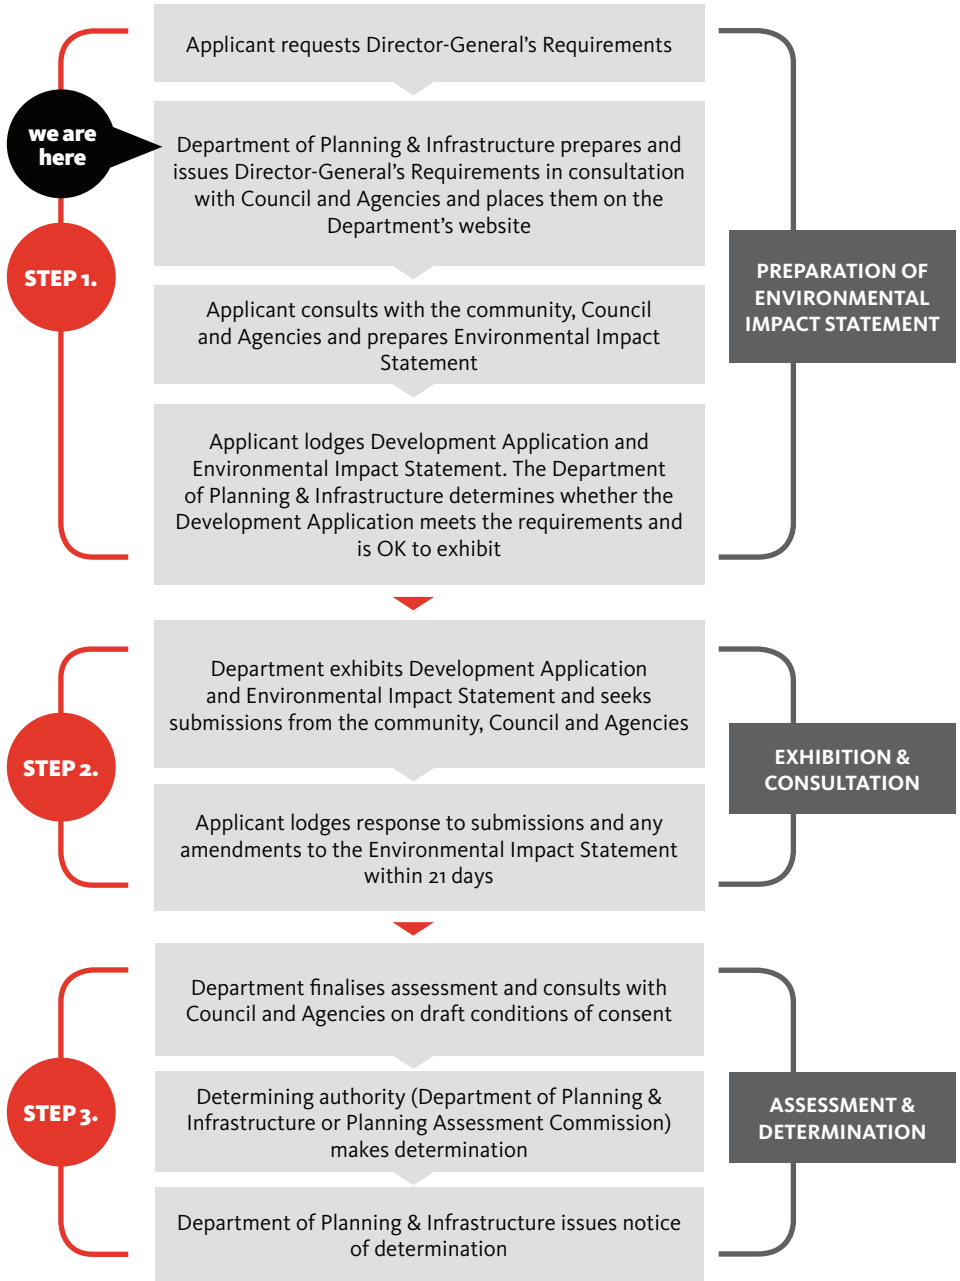 Applicant requests Director-General’s Requirements
we are
here
Department of Planning & Infrastructure prepares and
issues Director-General’s Requirements in consultation
with Council and Agencies and places them on the
Department’s website
STEP 1.
PREPARATION OF
ENVIRONMENTAL
IMPACT STATEMENT
Applicant consults with the community, Council
and Agencies and prepares Environmental Impact
Statement
Applicant lodges Development Application and
Environmental Impact Statement. The Department
of Planning & Infrastructure determines whether the
Development Application meets the requirements and
is OK to exhibit
Department exhibits Development Application
and Environmental Impact Statement and seeks
submissions from the community, Council and Agencies
STEP 2.
EXHIBITION &
CONSULTATION
Applicant lodges response to submissions and any
amendments to the Environmental Impact Statement
within 21 days
Department finalises assessment and consults with
Council and Agencies on draft conditions of consent
STEP 3.
Determining authority (Department of Planning &
Infrastructure or Planning Assessment Commission)
makes determination
ASSESSMENT &
DETERMINATION
Department of Planning & Infrastructure issues notice
of determination